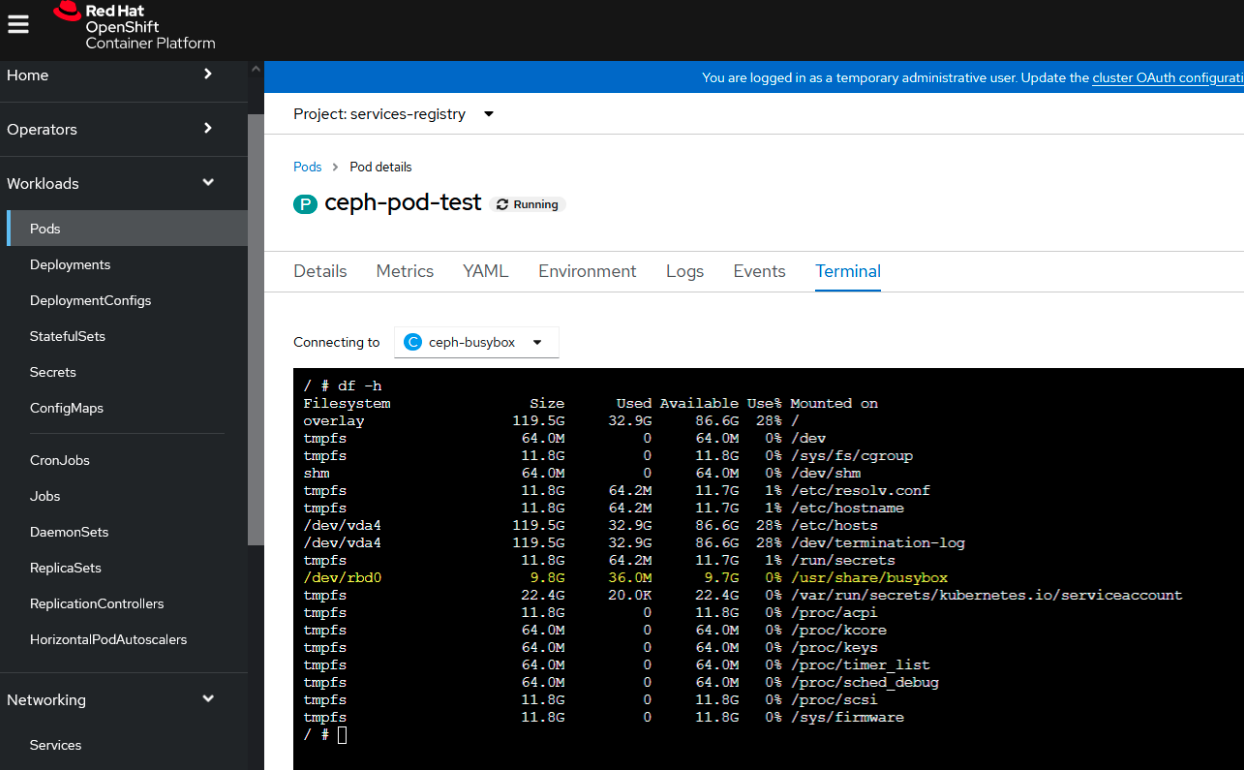 Red Hat
OpenShift
Container Platform
Home
Operators
Workloads
Pods
Deployments
DeploymentConfigs
StatefulSets
Secrets
ConfigMaps
CronJobs
Jobs
DaemonSets
ReplicaSets
ReplicationControllers
HorizontalPodAutoscalers
Networking
Services
You are logged in as a temporary administrative user. Update the cluster OAuth configurati
Project: services-registry
Pods > Pod details
P ceph-pod-test Running
Details Metrics YAML Environment Logs Events Terminal
Connecting to C ceph-busybox
/ # df -h
Filesystem Size Used Available Use% Mounted on
overlay 119.5G 32.9G 86.6G 28% /
tmpfs 64.0M 0 64.0M 0% /dev
tmpfs 11.8G 0 11.8G 0% /sys/fs/cgroup
shm 64.0M 0 64.0M 0% /dev/shm
tmpfs 11.8G 64.2M 11.7G 1% /etc/resolv.conf
tmpfs 11.8G 64.2M 11.7G 1% /etc/hostname
/dev/vda4 119.5G 32.9G 86.6G 28% /etc/hosts
/dev/vda4 119.5G 32.9G 86.6G 28% /dev/termination-log
tmpfs 11.8G 64.2M 11.7G 1% /run/secrets
/dev/rbd0 9.8G 36.0M 9.7G 0% /usr/share/busybox
tmpfs 22.4G 20.0K 22.4G 0% /var/run/secrets/kubernetes.io/serviceaccount
tmpfs 11.8G 0 11.8G 0% /proc/acpi
tmpfs 64.0M 0 64.0M 0% /proc/kcore
tmpfs 64.0M 0 64.0M 0% /proc/keys
tmpfs 64.0M 0 64.0M 0% /proc/timer_list
tmpfs 64.0M 0 64.0M 0% /proc/sched_debug
tmpfs 11.8G 0 11.8G 0% /proc/scsi
tmpfs 11.8G 0 11.8G 0% /sys/firmware
/ #